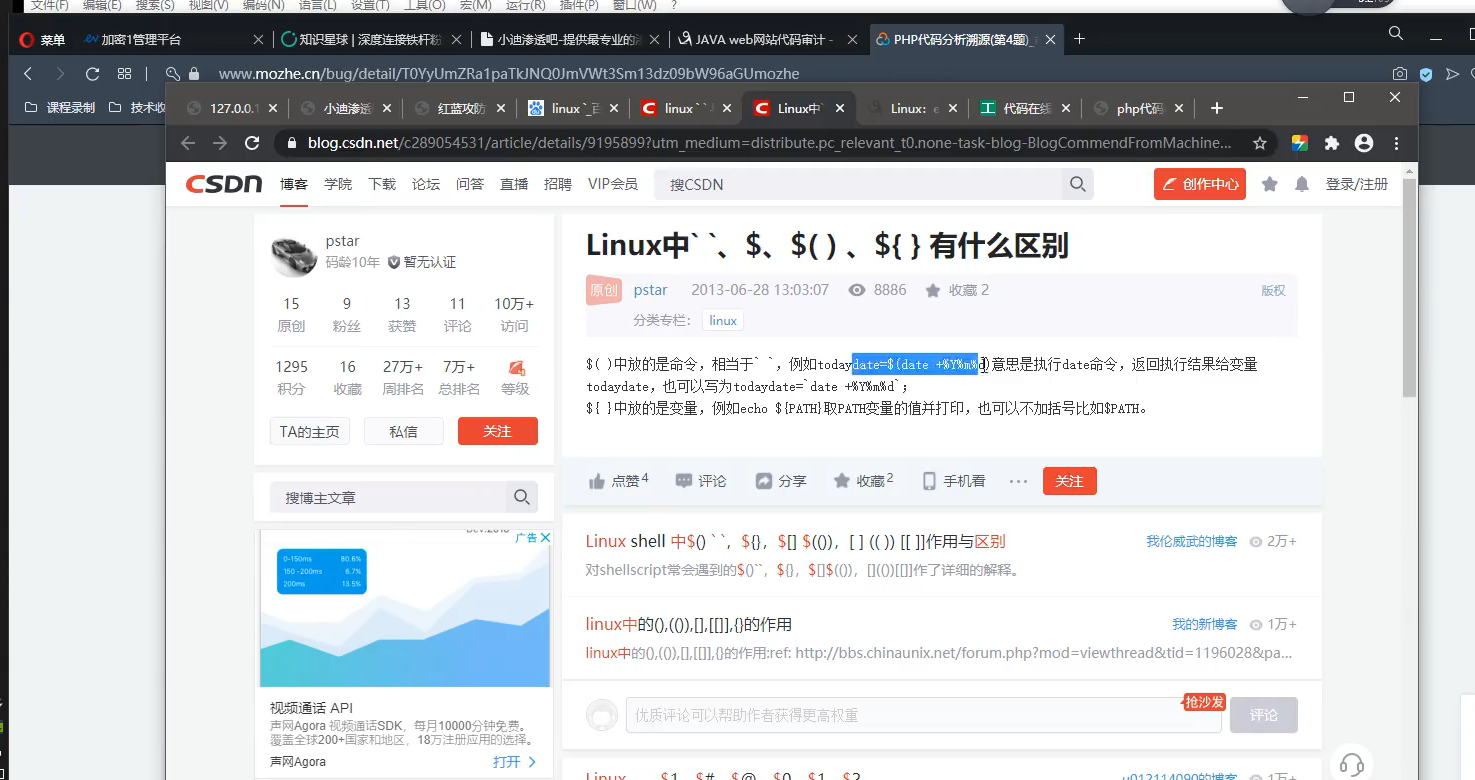 文件(F) 编辑(E) 搜索(S) 视图(V) 编码(N) 语言(L) 设置(T) 工具(O) 宏(M) 运行(R) 插件(P) 窗口(W) ?
菜单 加密1管理平台 知识星球 | 深度连接铁杆粉 小迪渗透吧-提供最专业的 JAVA web网站代码审计 - PHP代码分析溯源(第4题)_
www.mozhe.cn/bug/detail/T0YyUmZRa1paTkJNQ0JmVWt3Sm13dz09bW96aGUmozhe
课程录制 技术收
127.0.0.1 小迪渗透 红蓝攻防 linux`_百 linux`` Linux中` Linux: e 代码在线 php代码
blog.csdn.net/c289054531/article/details/9195899?utm_medium=distribute.pc_relevant_t0.none-task-blog-BlogCommendFromMachine...
CSDN 博客 学院 下载 论坛 问答 直播 招聘 VIP会员 搜CSDN 创作中心 登录/注册
pstar
码龄10年 暂无认证
15 9 13 11 10万+
原创 粉丝 获赞 评论 访问
1295 16 27万+ 7万+
积分 收藏 周排名 总排名 等级
TA的主页 私信 关注
搜博主文章
广告
0-150ms 80.6%
150 -200ms 6.7%
200ms 13.5%
视频通话 API
声网Agora 视频通话SDK，每月10000分钟免费。
覆盖全球200+国家和地区，18万注册应用的选择。
声网Agora 打开
Linux中` `、$、$( ) 、${ } 有什么区别
原创 pstar 2013-06-28 13:03:07 8886 收藏 2 版权
分类专栏： linux
$( )中放的是命令，相当于` `，例如todaydate=$(date +%Y%m%d)意思是执行date命令，返回执行结果给变量
todaydate，也可以写为todaydate=`date +%Y%m%d`；
${ }中放的是变量，例如echo ${PATH}取PATH变量的值并打印，也可以不加括号比如$PATH。
点赞4 评论 分享 收藏2 手机看 ··· 关注
Linux shell 中$() ` `，${}，$[] $(())，[ ] (( )) [[ ]]作用与区别 我伦威武的博客 2万+
对shellscript常会遇到的$()``，${}，$[]$(())，[](())[[]]作了详细的解释。
linux中的(),(()),[],[[]],{}的作用 我的新博客 1万+
linux中的(),(()),[],[[]],{}的作用:ref: http://bbs.chinaunix.net/forum.php?mod=viewthread&tid=1196028&pa...
抢沙发
优质评论可以帮助作者获得更高权重 评论
u012114090的博客 1万+